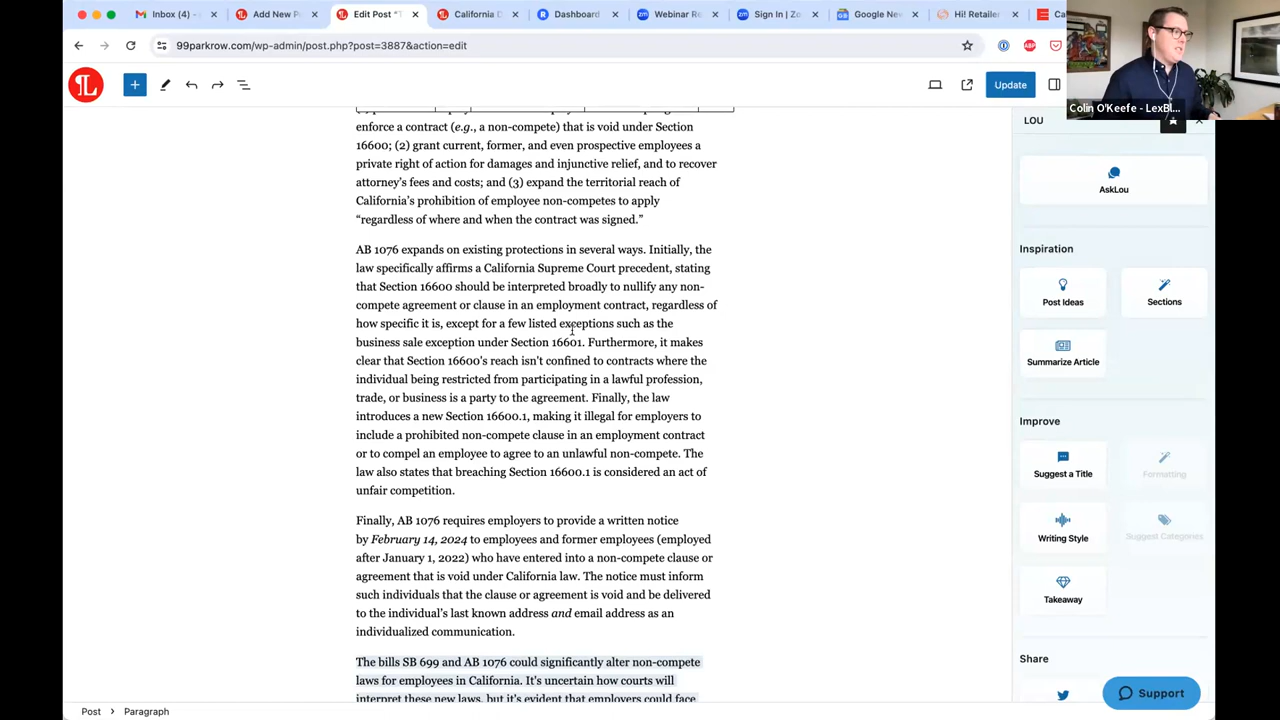 Inbox (4)
Add New P
Edit Post "T
California D
Dashboard
Webinar R
Sign In | Ze
Google Ne
Hi! Retailer
Ca
99parkrow.com/wp-admin/post.php?post=3887&action=edit
ABP
Update
Colin O'Keefe - LexBl...
enforce a contract (e.g., a non-compete) that is void under Section
16600; (2) grant current, former, and even prospective employees a
private right of action for damages and injunctive relief, and to recover
attorney's fees and costs; and (3) expand the territorial reach of
California's prohibition of employee non-competes to apply
“regardless of where and when the contract was signed.”
AB 1076 expands on existing protections in several ways. Initially, the
law specifically affirms a California Supreme Court precedent, stating
that Section 16600 should be interpreted broadly to nullify any non-
compete agreement or clause in an employment contract, regardless of
how specific it is, except for a few listed exceptions such as the
business sale exception under Section 16601. Furthermore, it makes
clear that Section 16600's reach isn't confined to contracts where the
individual being restricted from participating in a lawful profession,
trade, or business is a party to the agreement. Finally, the law
introduces a new Section 16600.1, making it illegal for employers to
include a prohibited non-compete clause in an employment contract
or to compel an employee to agree to an unlawful non-compete. The
law also states that breaching Section 16600.1 is considered an act of
unfair competition.
Finally, AB 1076 requires employers to provide a written notice
by February 14, 2024 to employees and former employees (employed
after January 1, 2022) who have entered into a non-compete clause or
agreement that is void under California law. The notice must inform
such individuals that the clause or agreement is void and be delivered
to the individual's last known address and email address as an
individualized communication.
The bills SB 699 and AB 1076 could significantly alter non-compete
laws for employees in California. It's uncertain how courts will
interpret these new laws, but it's evident that employers could face
LOU
AskLou
Inspiration
Post Ideas
Sections
Summarize Article
Improve
Suggest a Title
Formatting
Writing Style
Suggest Categories
Takeaway
Share
Support
Post
Paragraph